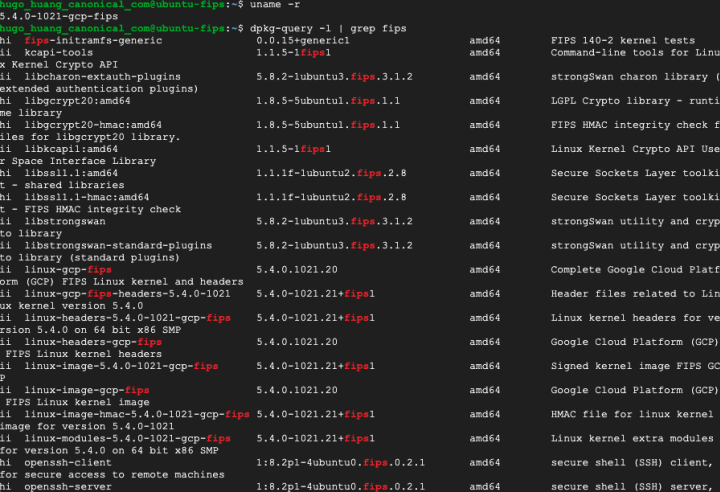 hugo_huang_canonical_com@ubuntu-fips:~$ uname -r
5.4.0-1021-gcp-fips
hugo_huang_canonical_com@ubuntu-fips:~$ dpkg-query -l | grep fips
hi fips-initramfs-generic 0.0.15+generic1 amd64 FIPS 140-2 kernel tests
ii kcapi-tools 1.1.5-1fips1 amd64 Command-line tools for Linu
x Kernel Crypto API
ii libcharon-extauth-plugins 5.8.2-1ubuntu3.fips.3.1.2 amd64 strongSwan charon library (
extended authentication plugins)
hi libgcrypt20:amd64 1.8.5-5ubuntu1.fips.1.1 amd64 LGPL Crypto library - runti
me library
hi libgcrypt20-hmac:amd64 1.8.5-5ubuntu1.fips.1.1 amd64 FIPS HMAC integrity check f
iles for libgcrypt20 library.
ii libkcapi1:amd64 1.1.5-1fips1 amd64 Linux Kernel Crypto API Use
r Space Interface Library
hi libssl1.1:amd64 1.1.1f-1ubuntu2.fips.2.8 amd64 Secure Sockets Layer toolki
t - shared libraries
hi libssl1.1-hmac:amd64 1.1.1f-1ubuntu2.fips.2.8 amd64 Secure Sockets Layer toolki
t - FIPS HMAC integrity check
ii libstrongswan 5.8.2-1ubuntu3.fips.3.1.2 amd64 strongSwan utility and cryp
to library
ii libstrongswan-standard-plugins 5.8.2-1ubuntu3.fips.3.1.2 amd64 strongSwan utility and cryp
to library (standard plugins)
ii linux-gcp-fips 5.4.0.1021.20 amd64 Complete Google Cloud Platf
orm (GCP) FIPS Linux kernel and headers
ii linux-gcp-fips-headers-5.4.0-1021 5.4.0-1021.21+fips1 amd64 Header files related to Lin
ux kernel version 5.4.0
ii linux-headers-5.4.0-1021-gcp-fips 5.4.0-1021.21+fips1 amd64 Linux kernel headers for ve
rsion 5.4.0 on 64 bit x86 SMP
ii linux-headers-gcp-fips 5.4.0.1021.20 amd64 Google Cloud Platform (GCP)
FIPS Linux kernel headers
ii linux-image-5.4.0-1021-gcp-fips 5.4.0-1021.21+fips1 amd64 Signed kernel image FIPS GC
P
ii linux-image-gcp-fips 5.4.0.1021.20 amd64 Google Cloud Platform (GCP)
FIPS Linux kernel image
ii linux-image-hmac-5.4.0-1021-gcp-fips 5.4.0-1021.21+fips1 amd64 HMAC file for linux kernel
image for version 5.4.0-1021
ii linux-modules-5.4.0-1021-gcp-fips 5.4.0-1021.21+fips1 amd64 Linux kernel extra modules
for version 5.4.0 on 64 bit x86 SMP
hi openssh-client 1:8.2p1-4ubuntu0.fips.0.2.1 amd64 secure shell (SSH) client,
for secure access to remote machines
hi openssh-server 1:8.2p1-4ubuntu0.fips.0.2.1 amd64 secure shell (SSH) server,